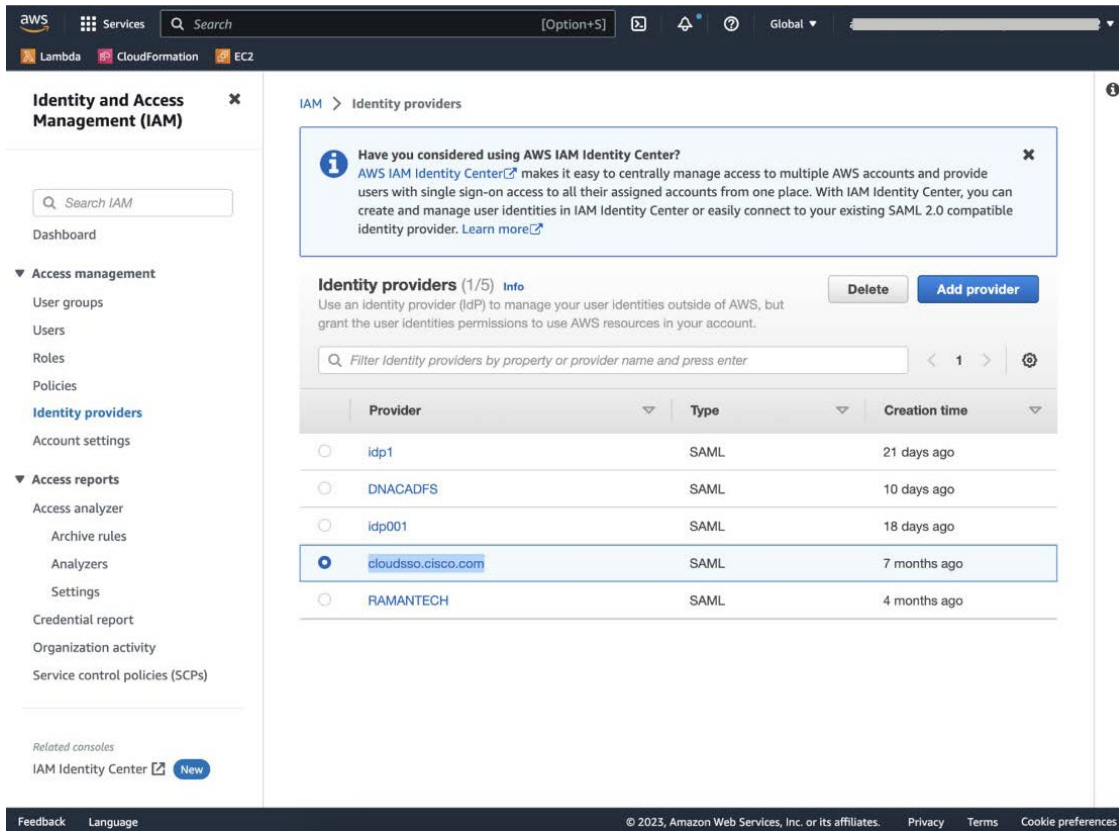 aws
Services
Search
[Option+S]
Global
Lambda
CloudFormation
EC2
Identity and Access
Management (IAM)
Search IAM
Dashboard
Access management
User groups
Users
Roles
Policies
Identity providers
Account settings
Access reports
Access analyzer
Archive rules
Analyzers
Settings
Credential report
Organization activity
Service control policies (SCPs)
Related consoles
IAM Identity Center New
IAM > Identity providers
Have you considered using AWS IAM Identity Center?
AWS IAM Identity Center makes it easy to centrally manage access to multiple AWS accounts and provide
users with single sign-on access to all their assigned accounts from one place. With IAM Identity Center, you can
create and manage user identities in IAM Identity Center or easily connect to your existing SAML 2.0 compatible
identity provider. Learn more
Identity providers (1/5) Info
Use an identity provider (IdP) to manage your user identities outside of AWS, but
grant the user identities permissions to use AWS resources in your account.
Delete
Add provider
Filter Identity providers by property or provider name and press enter
1
Provider Type Creation time
idp1 SAML 21 days ago
DNACADFS SAML 10 days ago
idp001 SAML 18 days ago
cloudsso.cisco.com SAML 7 months ago
RAMANTECH SAML 4 months ago
Feedback Language © 2023, Amazon Web Services, Inc. or its affiliates. Privacy Terms Cookie preferences